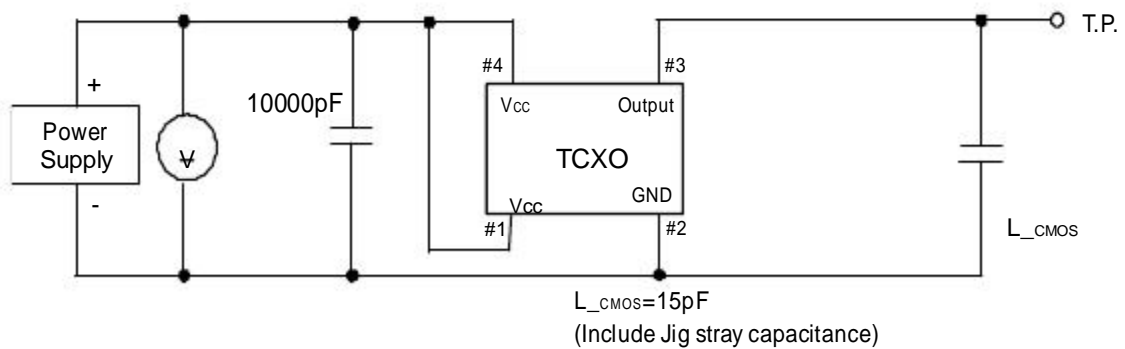 T.P.
#4
#3
+
10000pF
Vcc
Output
Power
Supply
V
TCXO
GND
-
Vcc
#1
#2
L_CMOS
L_CMOS=15pF
(Include Jig stray capacitance)